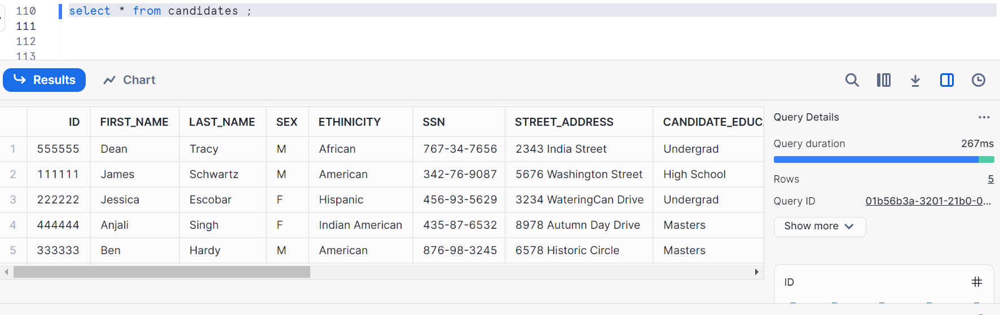 110 select * from candidates ;
111
112
113
Results Chart
ID FIRST_NAME LAST_NAME SEX ETHINICITY SSN STREET_ADDRESS CANDIDATE_EDUC
1 555555 Dean Tracy M African 767-34-7656 2343 India Street Undergrad
2 111111 James Schwartz M American 342-76-9087 5676 Washington Street High School
3 222222 Jessica Escobar F Hispanic 456-93-5629 3234 WateringCan Drive Undergrad
4 444444 Anjali Singh F Indian American 435-87-6532 8978 Autumn Day Drive Masters
5 333333 Ben Hardy M American 876-98-3245 6578 Historic Circle Masters
Query Details ...
Query duration 267ms
Rows 5
Query ID 01b56b3a-3201-21b0-0...
Show more
ID #